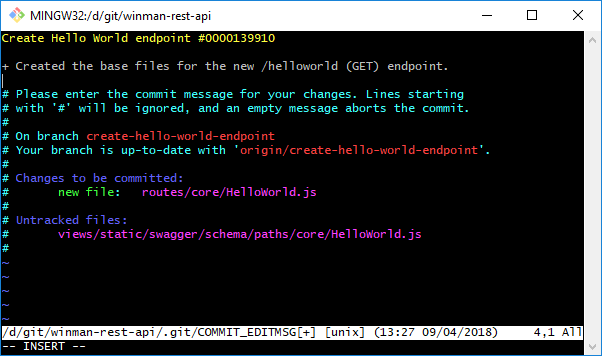 MINGW32:/d/git/winman-rest-api
Create Hello World endpoint #0000139910
+ Created the base files for the new /helloworld (GET) endpoint.
# Please enter the commit message for your changes. Lines starting
# with '#' will be ignored, and an empty message aborts the commit.
#
# On branch create-hello-world-endpoint
# Your branch is up-to-date with 'origin/create-hello-world-endpoint'.
#
# Changes to be committed:
#       new file:   routes/core/HelloWorld.js
#
# Untracked files:
#       views/static/swagger/schema/paths/core/HelloWorld.js
#
~
~
~
~
~
/d/git/winman-rest-api/.git/COMMIT_EDITMSG[+] [unix] (13:27 09/04/2018)     4,1 All
-- INSERT --